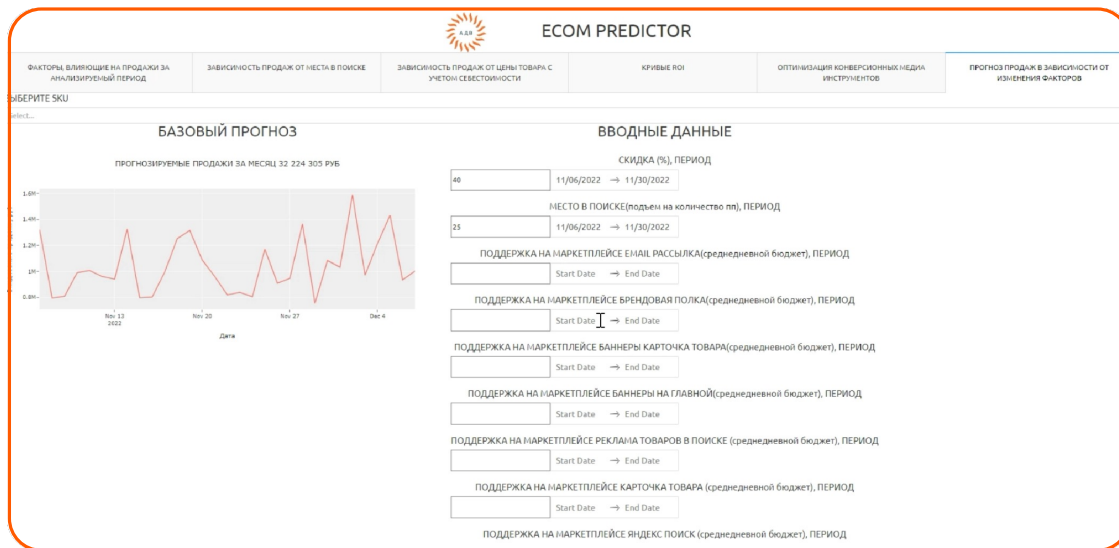 А.Д.В
ECOM PREDICTOR
ФАКТОРЫ, ВЛИЯЮЩИЕ НА ПРОДАЖИ ЗА
АНАЛИЗИРУЕМЫЙ ПЕРИОД
ЗАВИСИМОСТЬ ПРОДАЖ ОТ МЕСТА В ПОИСКЕ
ЗАВИСИМОСТЬ ПРОДАЖ ОТ ЦЕНЫ ТОВАРА С
УЧЕТОМ СЕБЕСТОИМОСТИ
КРИВЫЕ ROI
ОПТИМИЗАЦИЯ КОНВЕРСИОННЫХ МЕДИА
ИНСТРУМЕНТОВ
ПРОГНОЗ ПРОДАЖ В ЗАВИСИМОСТИ ОТ
ИЗМЕНЕНИЯ ФАКТОРОВ
ЫБЕРИТЕ SKU
elect...
БАЗОВЫЙ ПРОГНОЗ
ПРОГНОЗИРУЕМЫЕ ПРОДАЖИ ЗА МЕСЯЦ 32 224 305 РУБ
1.6M
1.4M
1.2M
1M
0.8M
Nov 13
2022
Nov 20
Nov 27
Dec 4
Дата
ВВОДНЫЕ ДАННЫЕ
СКИДКА (%), ПЕРИОД
40 11/06/2022 → 11/30/2022
МЕСТО В ПОИСКЕ(подъем на количество пп), ПЕРИОД
25 11/06/2022 → 11/30/2022
ПОДДЕРЖКА НА МАРКЕТПЛЕЙСЕ EMAIL РАССЫЛКА(среднедневной бюджет), ПЕРИОД
Start Date → End Date
ПОДДЕРЖКА НА МАРКЕТПЛЕЙСЕ БРЕНДОВАЯ ПОЛКА(среднедневной бюджет), ПЕРИОД
Start Date → End Date
ПОДДЕРЖКА НА МАРКЕТПЛЕЙСЕ БАННЕРЫ КАРТОЧКА ТОВАРА(среднедневной бюджет), ПЕРИОД
Start Date → End Date
ПОДДЕРЖКА НА МАРКЕТПЛЕЙСЕ БАННЕРЫ НА ГЛАВНОЙ(среднедневной бюджет), ПЕРИОД
Start Date → End Date
ПОДДЕРЖКА НА МАРКЕТПЛЕЙСЕ РЕКЛАМА ТОВАРОВ В ПОИСКЕ (среднедневной бюджет), ПЕРИОД
Start Date → End Date
ПОДДЕРЖКА НА МАРКЕТПЛЕЙСЕ КАРТОЧКА ТОВАРА (среднедневной бюджет), ПЕРИОД
Start Date → End Date
ПОДДЕРЖКА НА МАРКЕТПЛЕЙСЕ ЯНДЕКС ПОИСК (среднедневной бюджет), ПЕРИОД